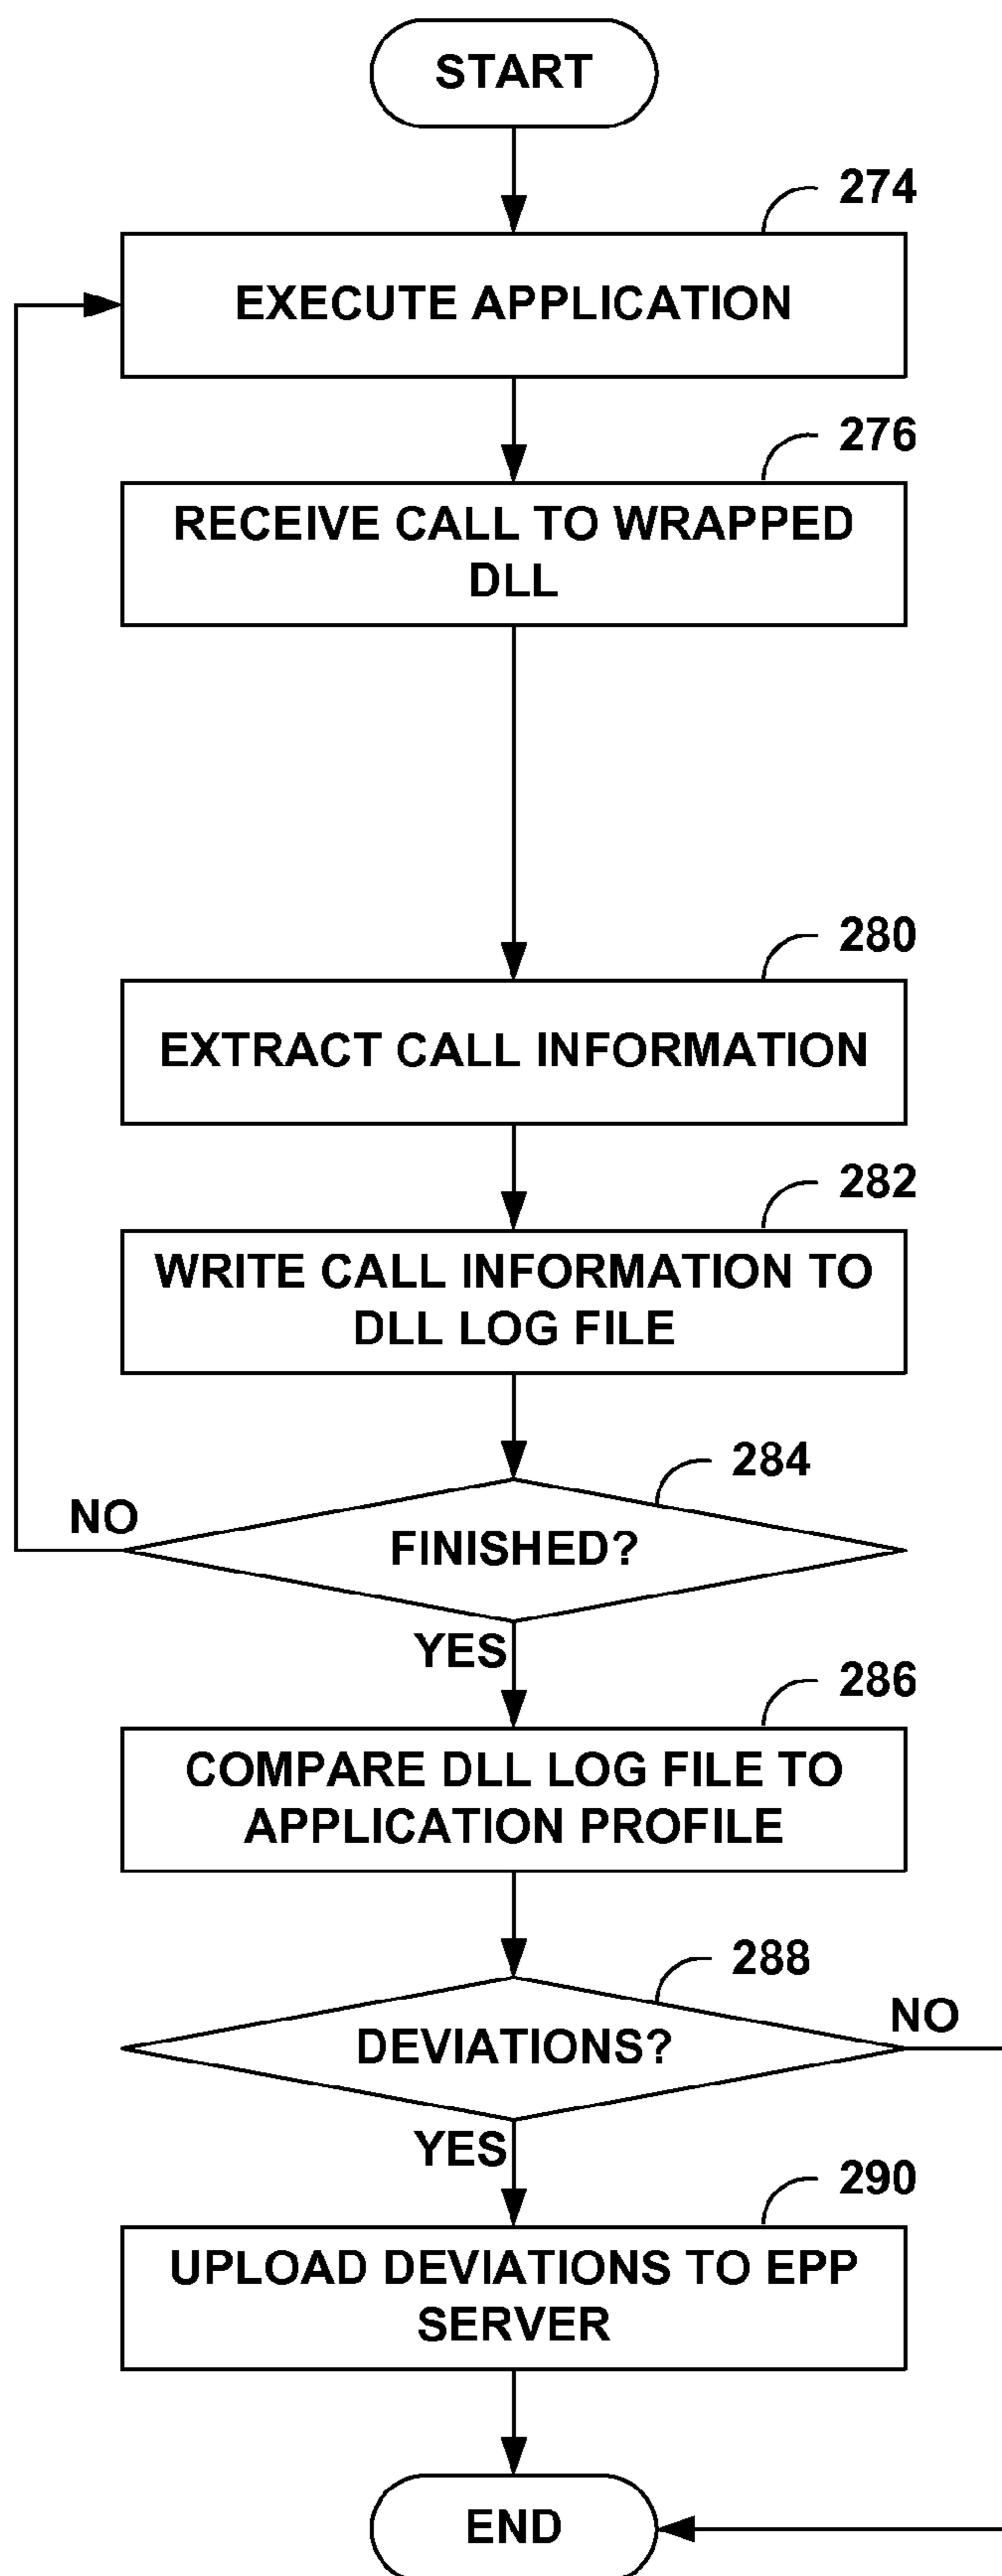 START
274
EXECUTE APPLICATION
276
RECEIVE CALL TO WRAPPED
DLL
280
EXTRACT CALL INFORMATION
282
WRITE CALL INFORMATION TO
DLL LOG FILE
284
NO
FINISHED?
YES
286
COMPARE DLL LOG FILE TO
APPLICATION PROFILE
288
NO
DEVIATIONS?
YES
290
UPLOAD DEVIATIONS TO EPP
SERVER
END